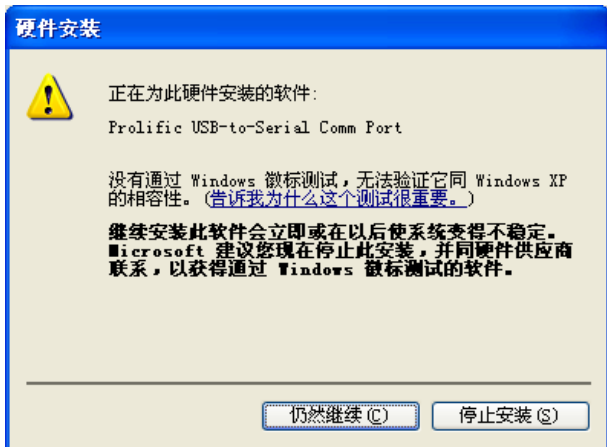 硬件安装
正在为此硬件安装的软件:
Prolific USB-to-Serial Comm Port
没有通过 Windows 徽标测试，无法验证它同 Windows XP
的相容性。(告诉我为什么这个测试很重要。)
继续安装此软件会立即或在以后使系统变得不稳定。
Microsoft 建议您现在停止此安装，并同硬件供应商
联系，以获得通过 Windows 徽标测试的软件。
仍然继续(C)
停止安装(S)